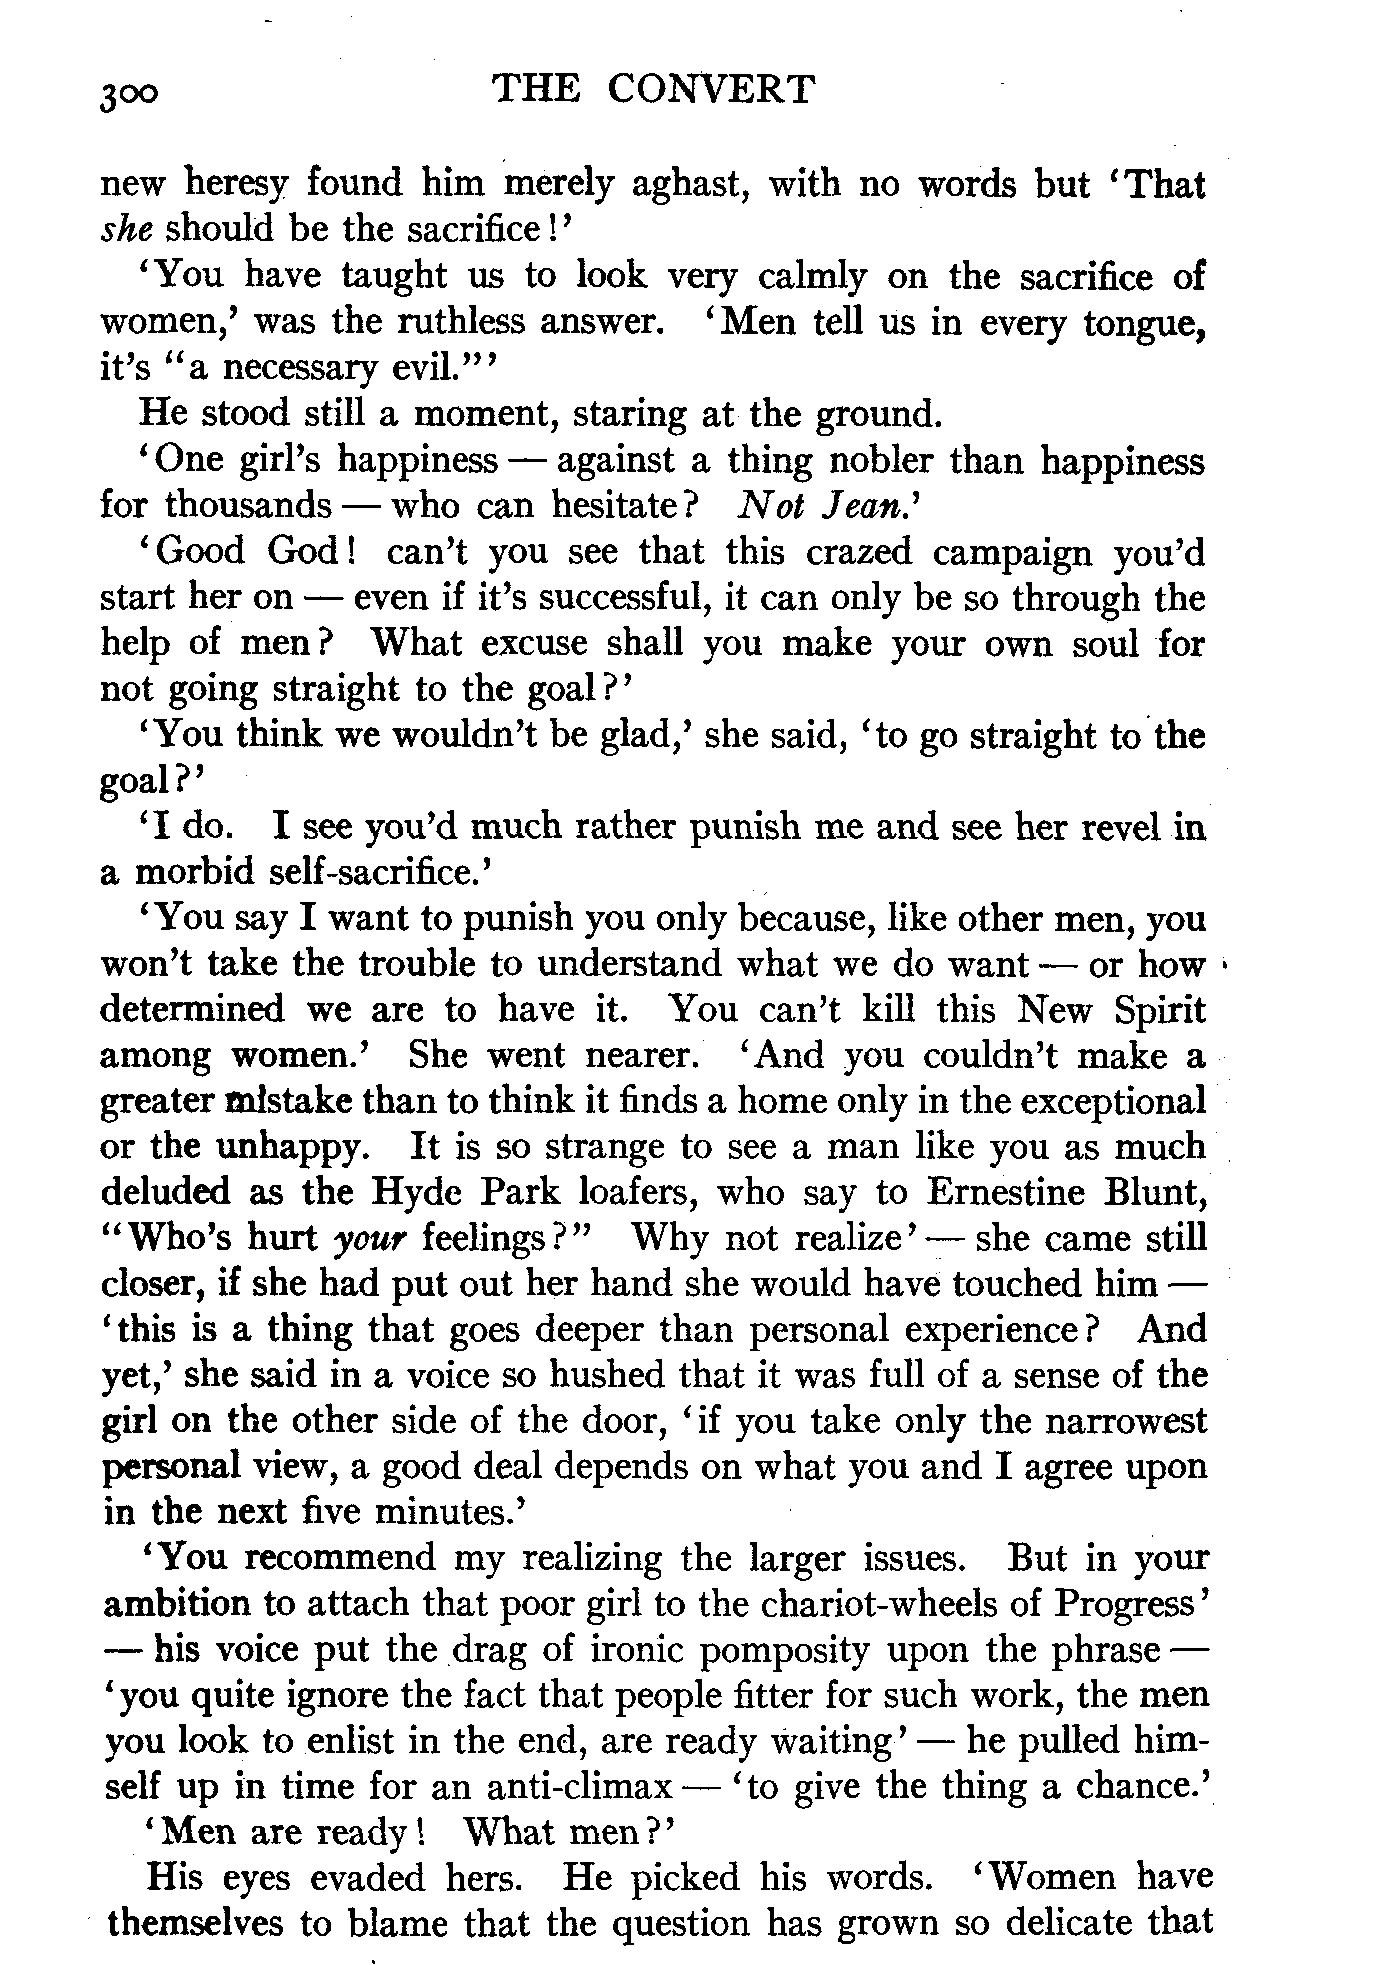 300 THE CONVERT
new heresy found him merely aghast, with no words but 'That
she should be the sacrifice!'
'You have taught us to look very calmly on the sacrifice of
women,' was the ruthless answer. 'Men tell us in every tongue,
it's "a necessary evil."'
He stood still a moment, staring at the ground.
'One girl's happiness — against a thing nobler than happiness
for thousands — who can hesitate? Not Jean.'
'Good God! can't you see that this crazed campaign you'd
start her on — even if it's successful, it can only be so through the
help of men? What excuse shall you make your own soul for
not going straight to the goal?'
'You think we wouldn't be glad,' she said, 'to go straight to the
goal?'
'I do. I see you'd much rather punish me and see her revel in
a morbid self-sacrifice.'
'You say I want to punish you only because, like other men, you
won't take the trouble to understand what we do want — or how
determined we are to have it. You can't kill this New Spirit
among women.' She went nearer. 'And you couldn't make a
greater mistake than to think it finds a home only in the exceptional
or the unhappy. It is so strange to see a man like you as much
deluded as the Hyde Park loafers, who say to Ernestine Blunt,
"Who's hurt your feelings?" Why not realize' — she came still
closer, if she had put out her hand she would have touched him —
'this is a thing that goes deeper than personal experience? And
yet,' she said in a voice so hushed that it was full of a sense of the
girl on the other side of the door, 'if you take only the narrowest
personal view, a good deal depends on what you and I agree upon
in the next five minutes.'
'You recommend my realizing the larger issues. But in your
ambition to attach that poor girl to the chariot-wheels of Progress'
— his voice put the drag of ironic pomposity upon the phrase —
'you quite ignore the fact that people fitter for such work, the men
you look to enlist in the end, are ready waiting' — he pulled him-
self up in time for an anti-climax — 'to give the thing a chance.'
'Men are ready! What men?'
His eyes evaded hers. He picked his words. 'Women have
themselves to blame that the question has grown so delicate that